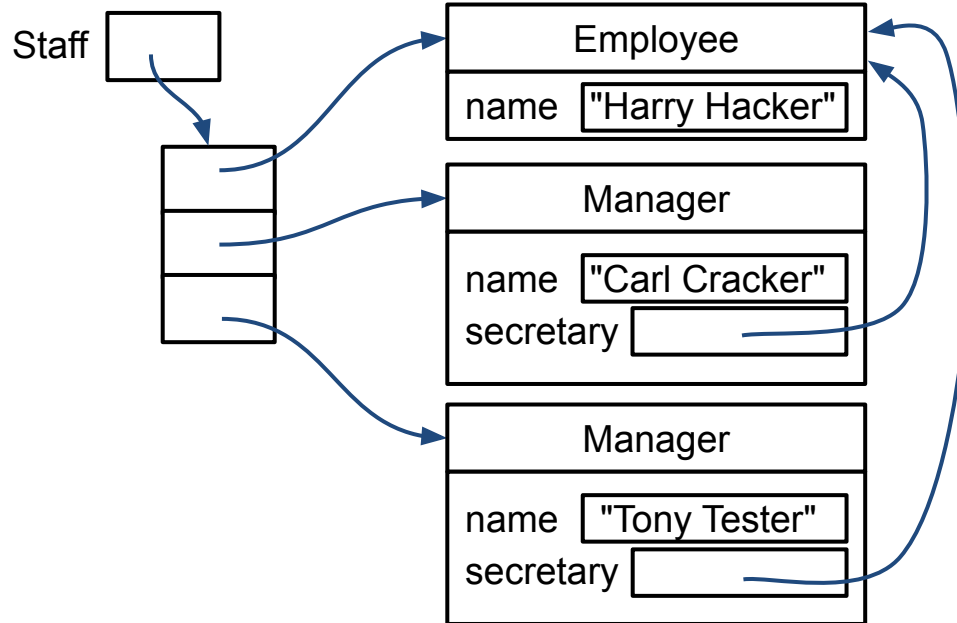 Staff
Employee
name "Harry Hacker"
Manager
name "Carl Cracker"
secretary
Manager
name "Tony Tester"
secretary